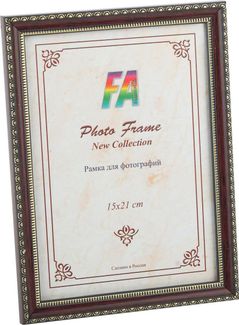 FA
Photo Frame
New Collection
Рамка для фотографий
15x21 cm
Сделано в России